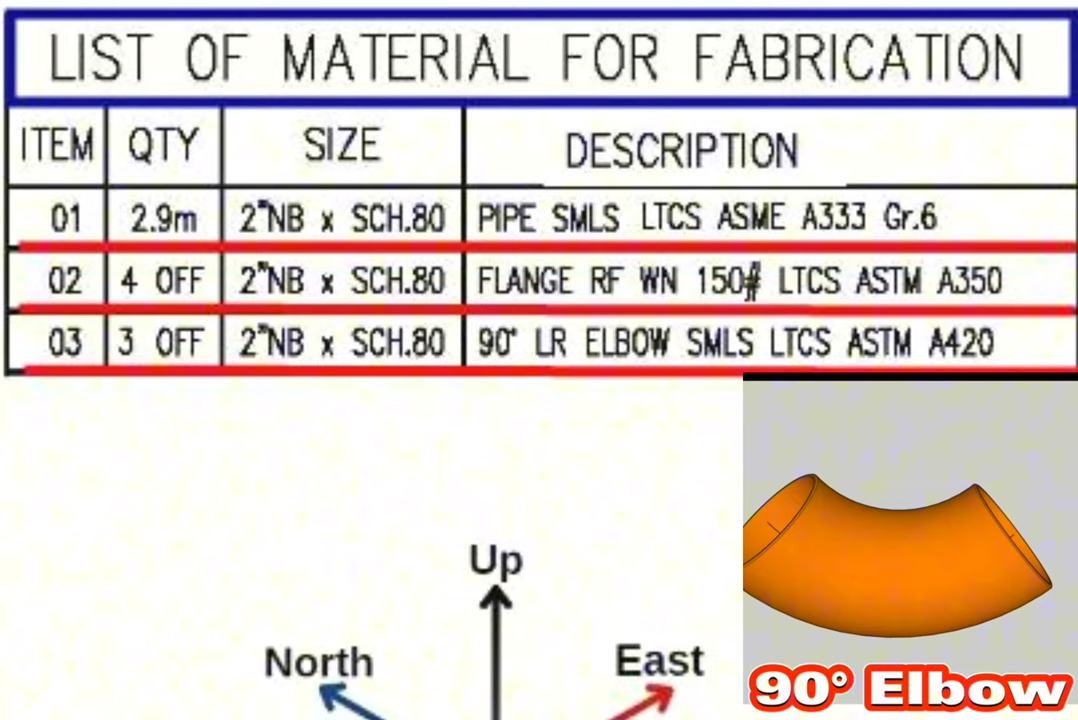 LIST OF MATERIAL FOR FABRICATION
ITEM QTY SIZE DESCRIPTION
01 2.9m 2"NB x SCH.80 PIPE SMLS LTCS ASME A333 Gr.6
02 4 OFF 2"NB x SCH.80 FLANGE RF WN 150# LTCS ASTM A350
03 3 OFF 2"NB x SCH.80 90° LR ELBOW SMLS LTCS ASTM A420
Up
North East
90° Elbow